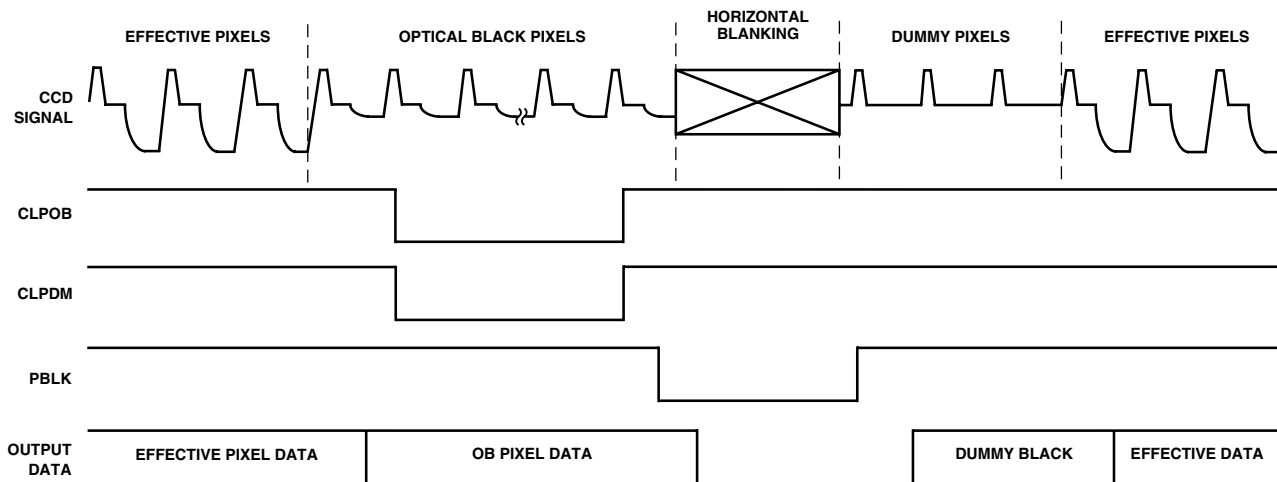 EFFECTIVE PIXELS
OPTICAL BLACK PIXELS
HORIZONTAL
BLANKING
DUMMY PIXELS
EFFECTIVE PIXELS
CCD
SIGNAL
CLPOB
CLPDM
PBLK
OUTPUT
DATA
EFFECTIVE PIXEL DATA
OB PIXEL DATA
DUMMY BLACK
EFFECTIVE DATA